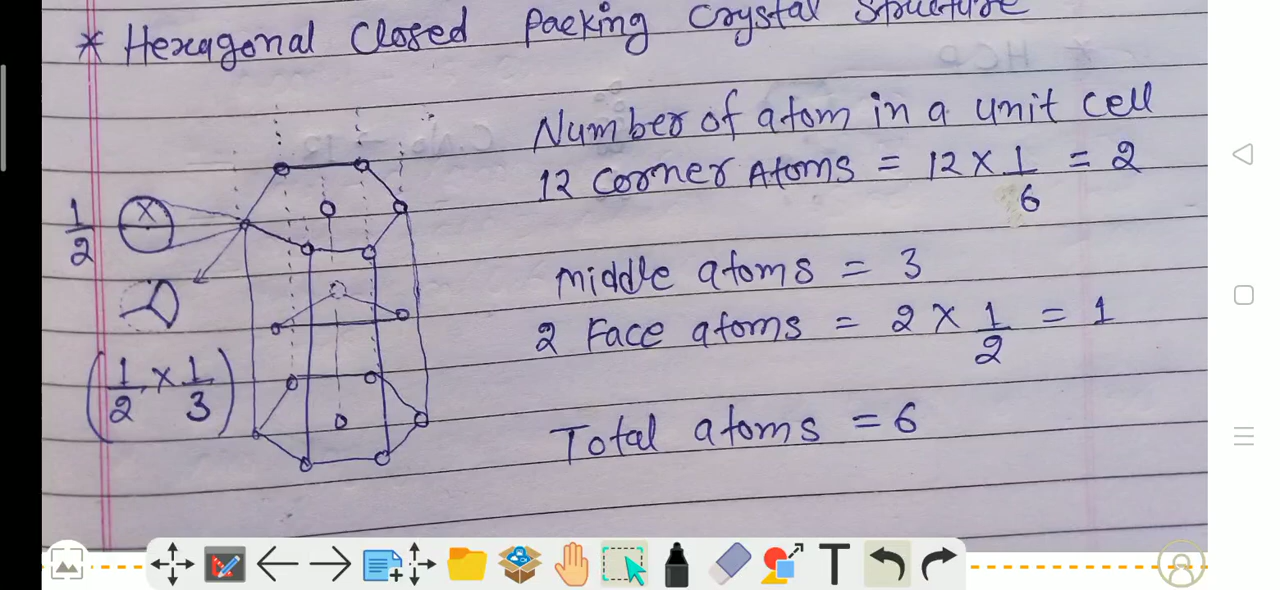 * Hexagonal Closed Packing Crystal Structure
Number of atom in a unit cell
12 Corner Atoms = 12 × 1/6 = 2
1/2
X
middle atoms = 3
2 Face atoms = 2 × 1/2 = 1
(1/2 × 1/3)
Total atoms = 6
T